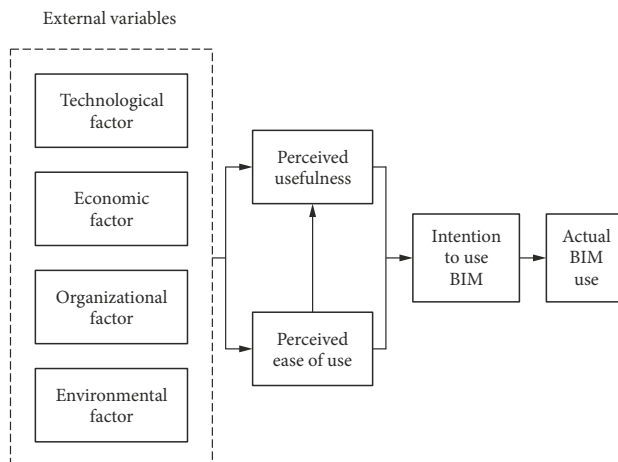 External variables
Technological
factor
Economic
factor
Organizational
factor
Environmental
factor
Perceived
usefulness
Perceived
ease of use
Intention
to use
BIM
Actual
BIM
use